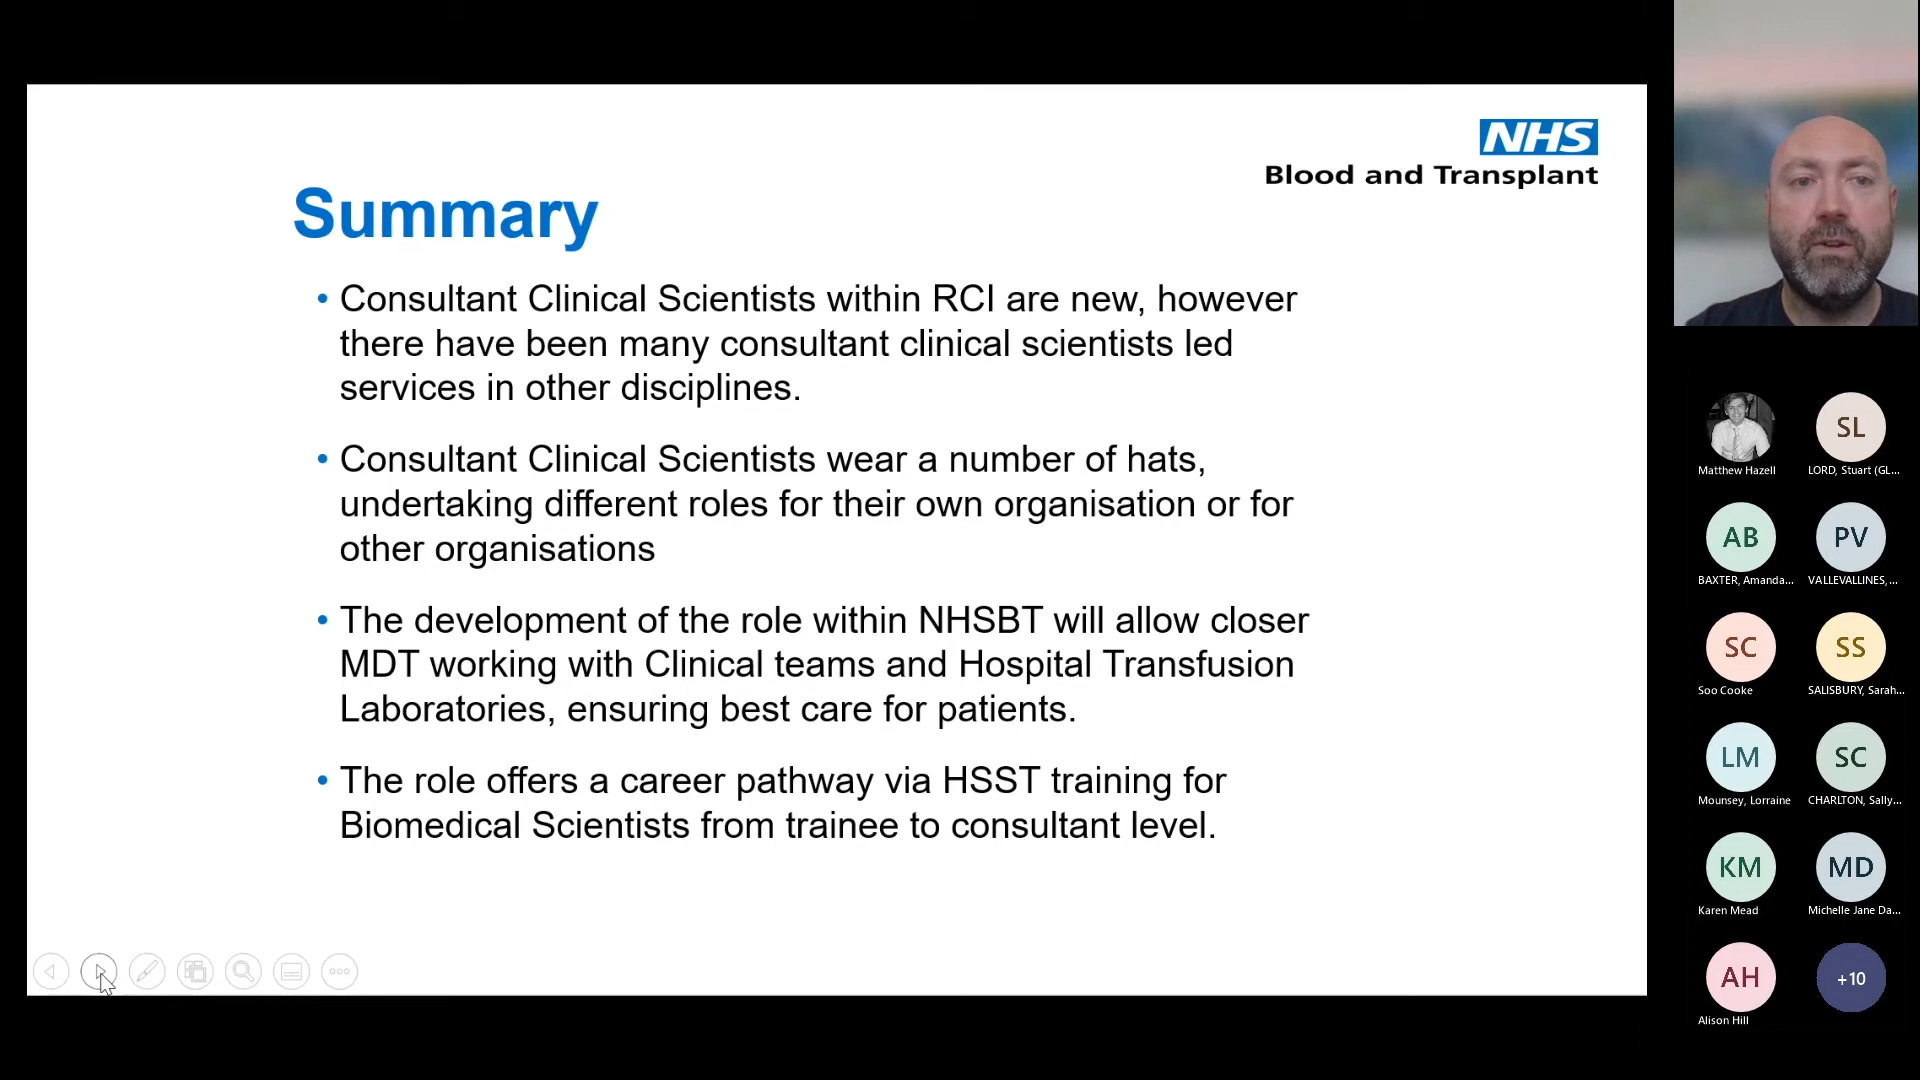 NHS
Blood and Transplant
Summary
• Consultant Clinical Scientists within RCI are new, however
there have been many consultant clinical scientists led
services in other disciplines.
• Consultant Clinical Scientists wear a number of hats,
undertaking different roles for their own organisation or for
other organisations
• The development of the role within NHSBT will allow closer
MDT working with Clinical teams and Hospital Transfusion
Laboratories, ensuring best care for patients.
• The role offers a career pathway via HSST training for
Biomedical Scientists from trainee to consultant level.
SL
Matthew Hazell
LORD, Stuart (GL...
AB
PV
BAXTER, Amanda...
VALLEVALLINES, ...
SC
SS
Soo Cooke
SALISBURY, Sarah...
LM
SC
Mounsey, Lorraine
CHARLTON, Sally...
KM
MD
Karen Mead
Michelle Jane Da...
AH
+10
Alison Hill